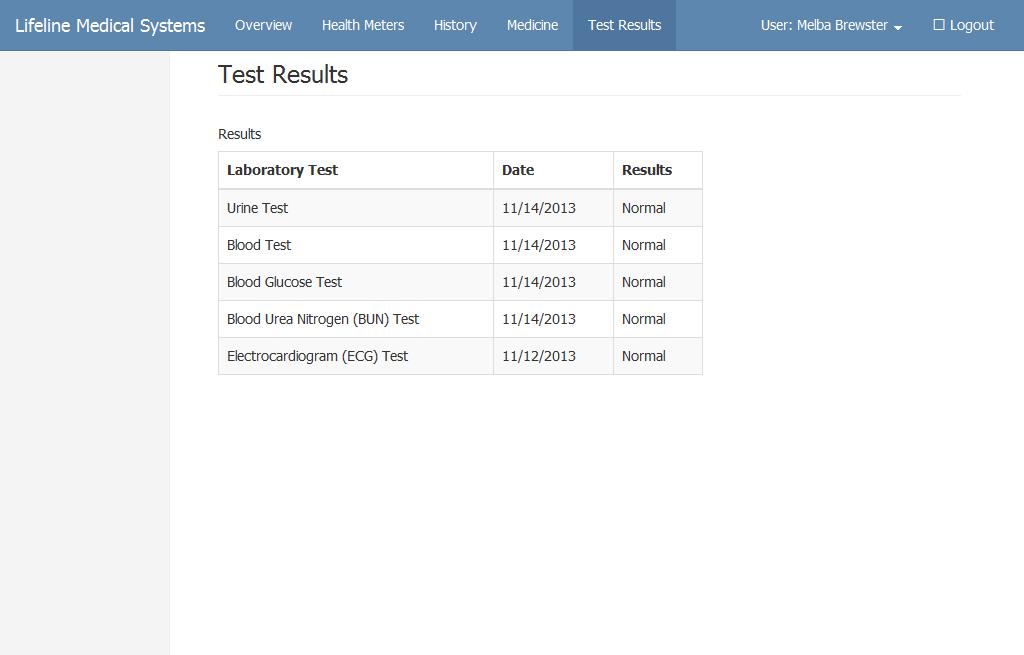 Lifeline Medical Systems Overview Health Meters History Medicine Test Results User: Melba Brewster Logout
Test Results
Results
Laboratory Test Date Results
Urine Test 11/14/2013 Normal
Blood Test 11/14/2013 Normal
Blood Glucose Test 11/14/2013 Normal
Blood Urea Nitrogen (BUN) Test 11/14/2013 Normal
Electrocardiogram (ECG) Test 11/12/2013 Normal